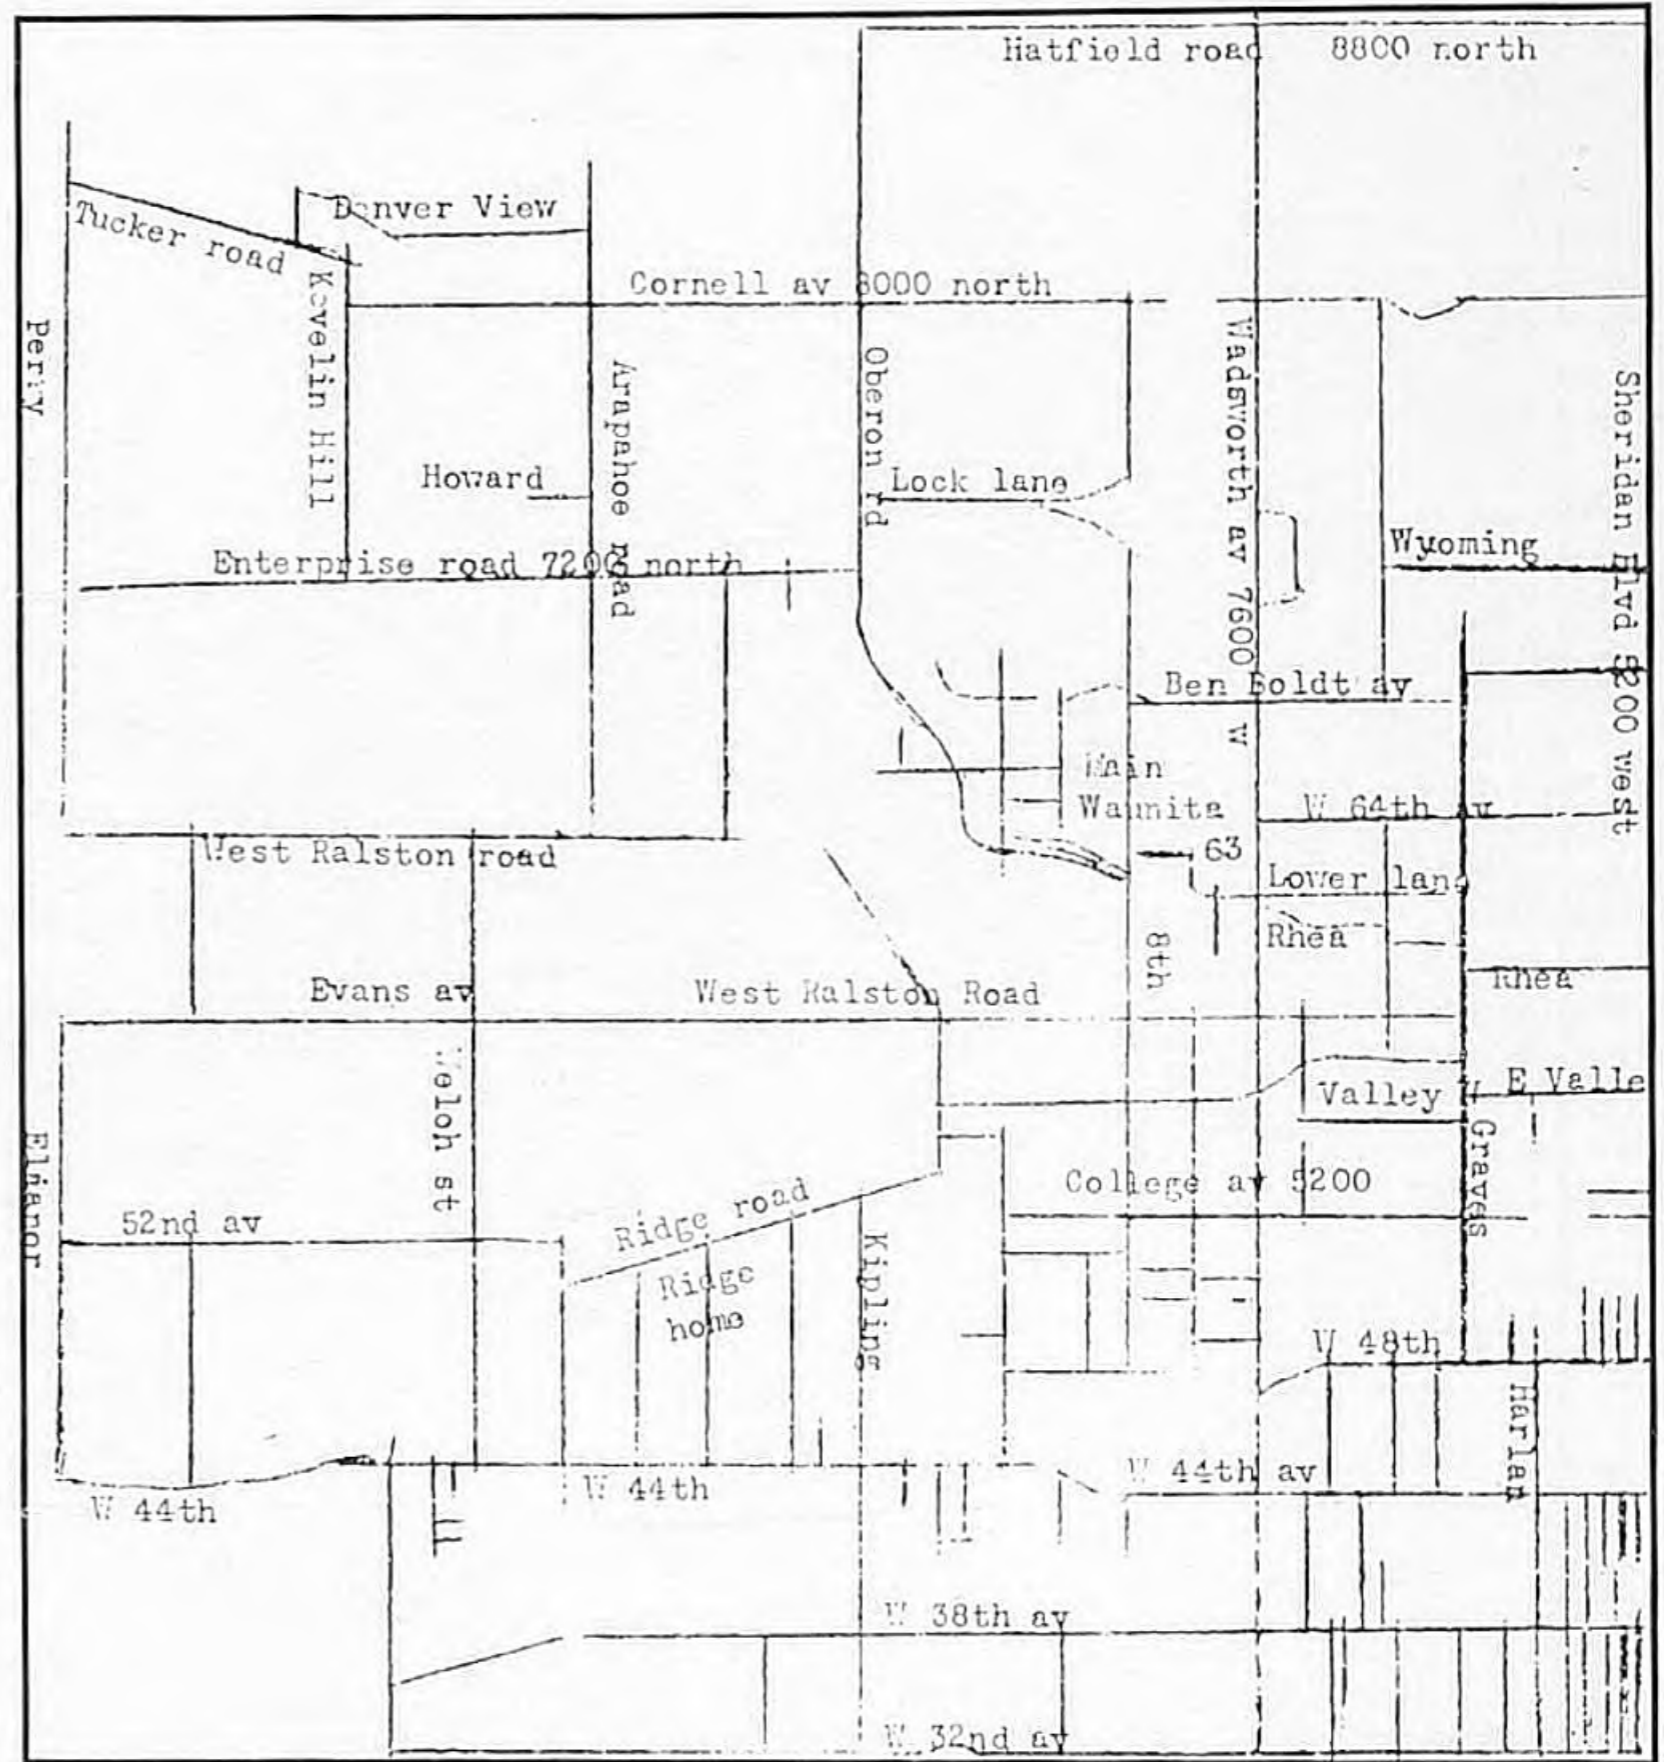 Hatfield road 8800 north
Denver View
Tucker road
Cornell av 8000 north
Perry
Kevelin Hill
Arapahoe road
Oberon rd
Wadsworth av 7600 W
Sheridan Blvd 5200 west
Howard
Lock lane
Wyoming
Enterprise road 7200 north
Ben Boldt av
Main
Waunita
W 64th av
63
West Ralston road
Lower lane
Rhea
8th
Rhea
Evans av
West Ralston Road
Welch st
Valley
E Valle
Graves
Eleanor
College av 5200
52nd av
Ridge road
Ridge
home
Kipling
W 48th
Harlan
W 44th av
W 44th
W 44th
W 38th av
W 32nd av